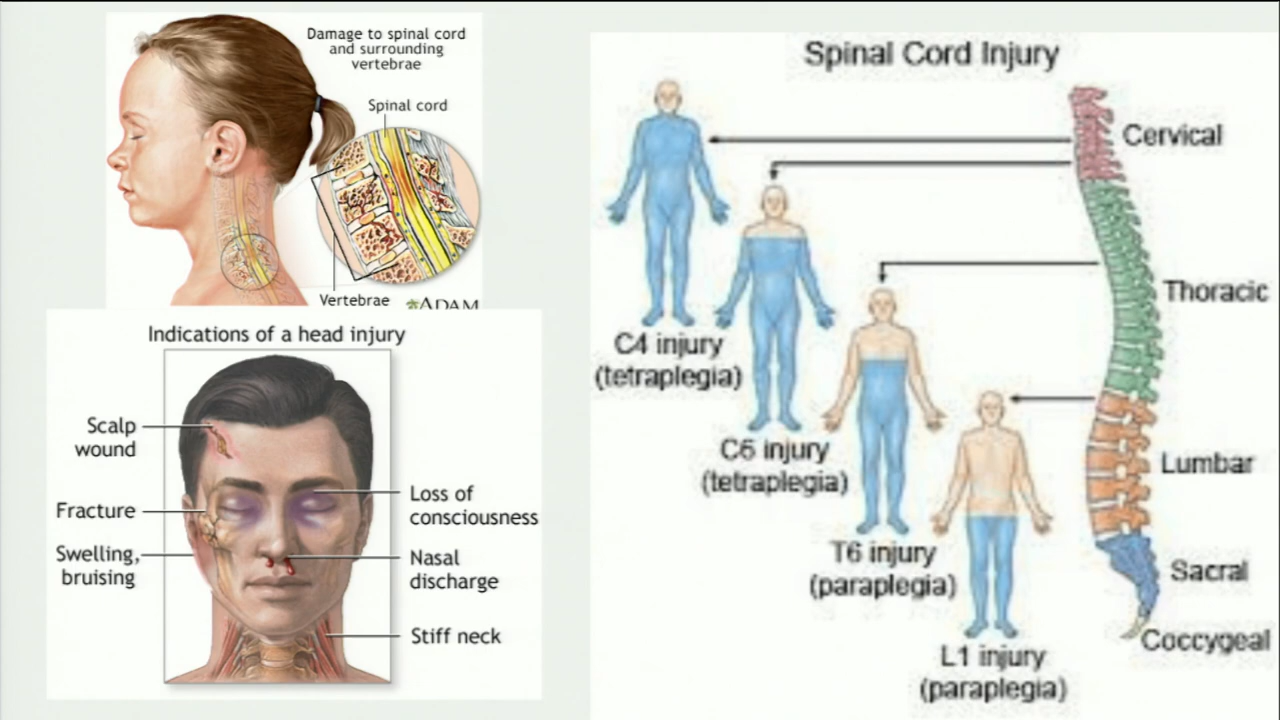 Damage to spinal cord
and surrounding
vertebrae
Spinal cord
Vertebrae
ADAM
Indications of a head injury
Scalp
wound
Fracture
Swelling,
bruising
Loss of
consciousness
Nasal
discharge
Stiff neck
Spinal Cord Injury
Cervical
Thoracic
Lumbar
Sacral
Coccygeal
C4 injury
(tetraplegia)
C6 injury
(tetraplegia)
T6 injury
(paraplegia)
L1 injury
(paraplegia)